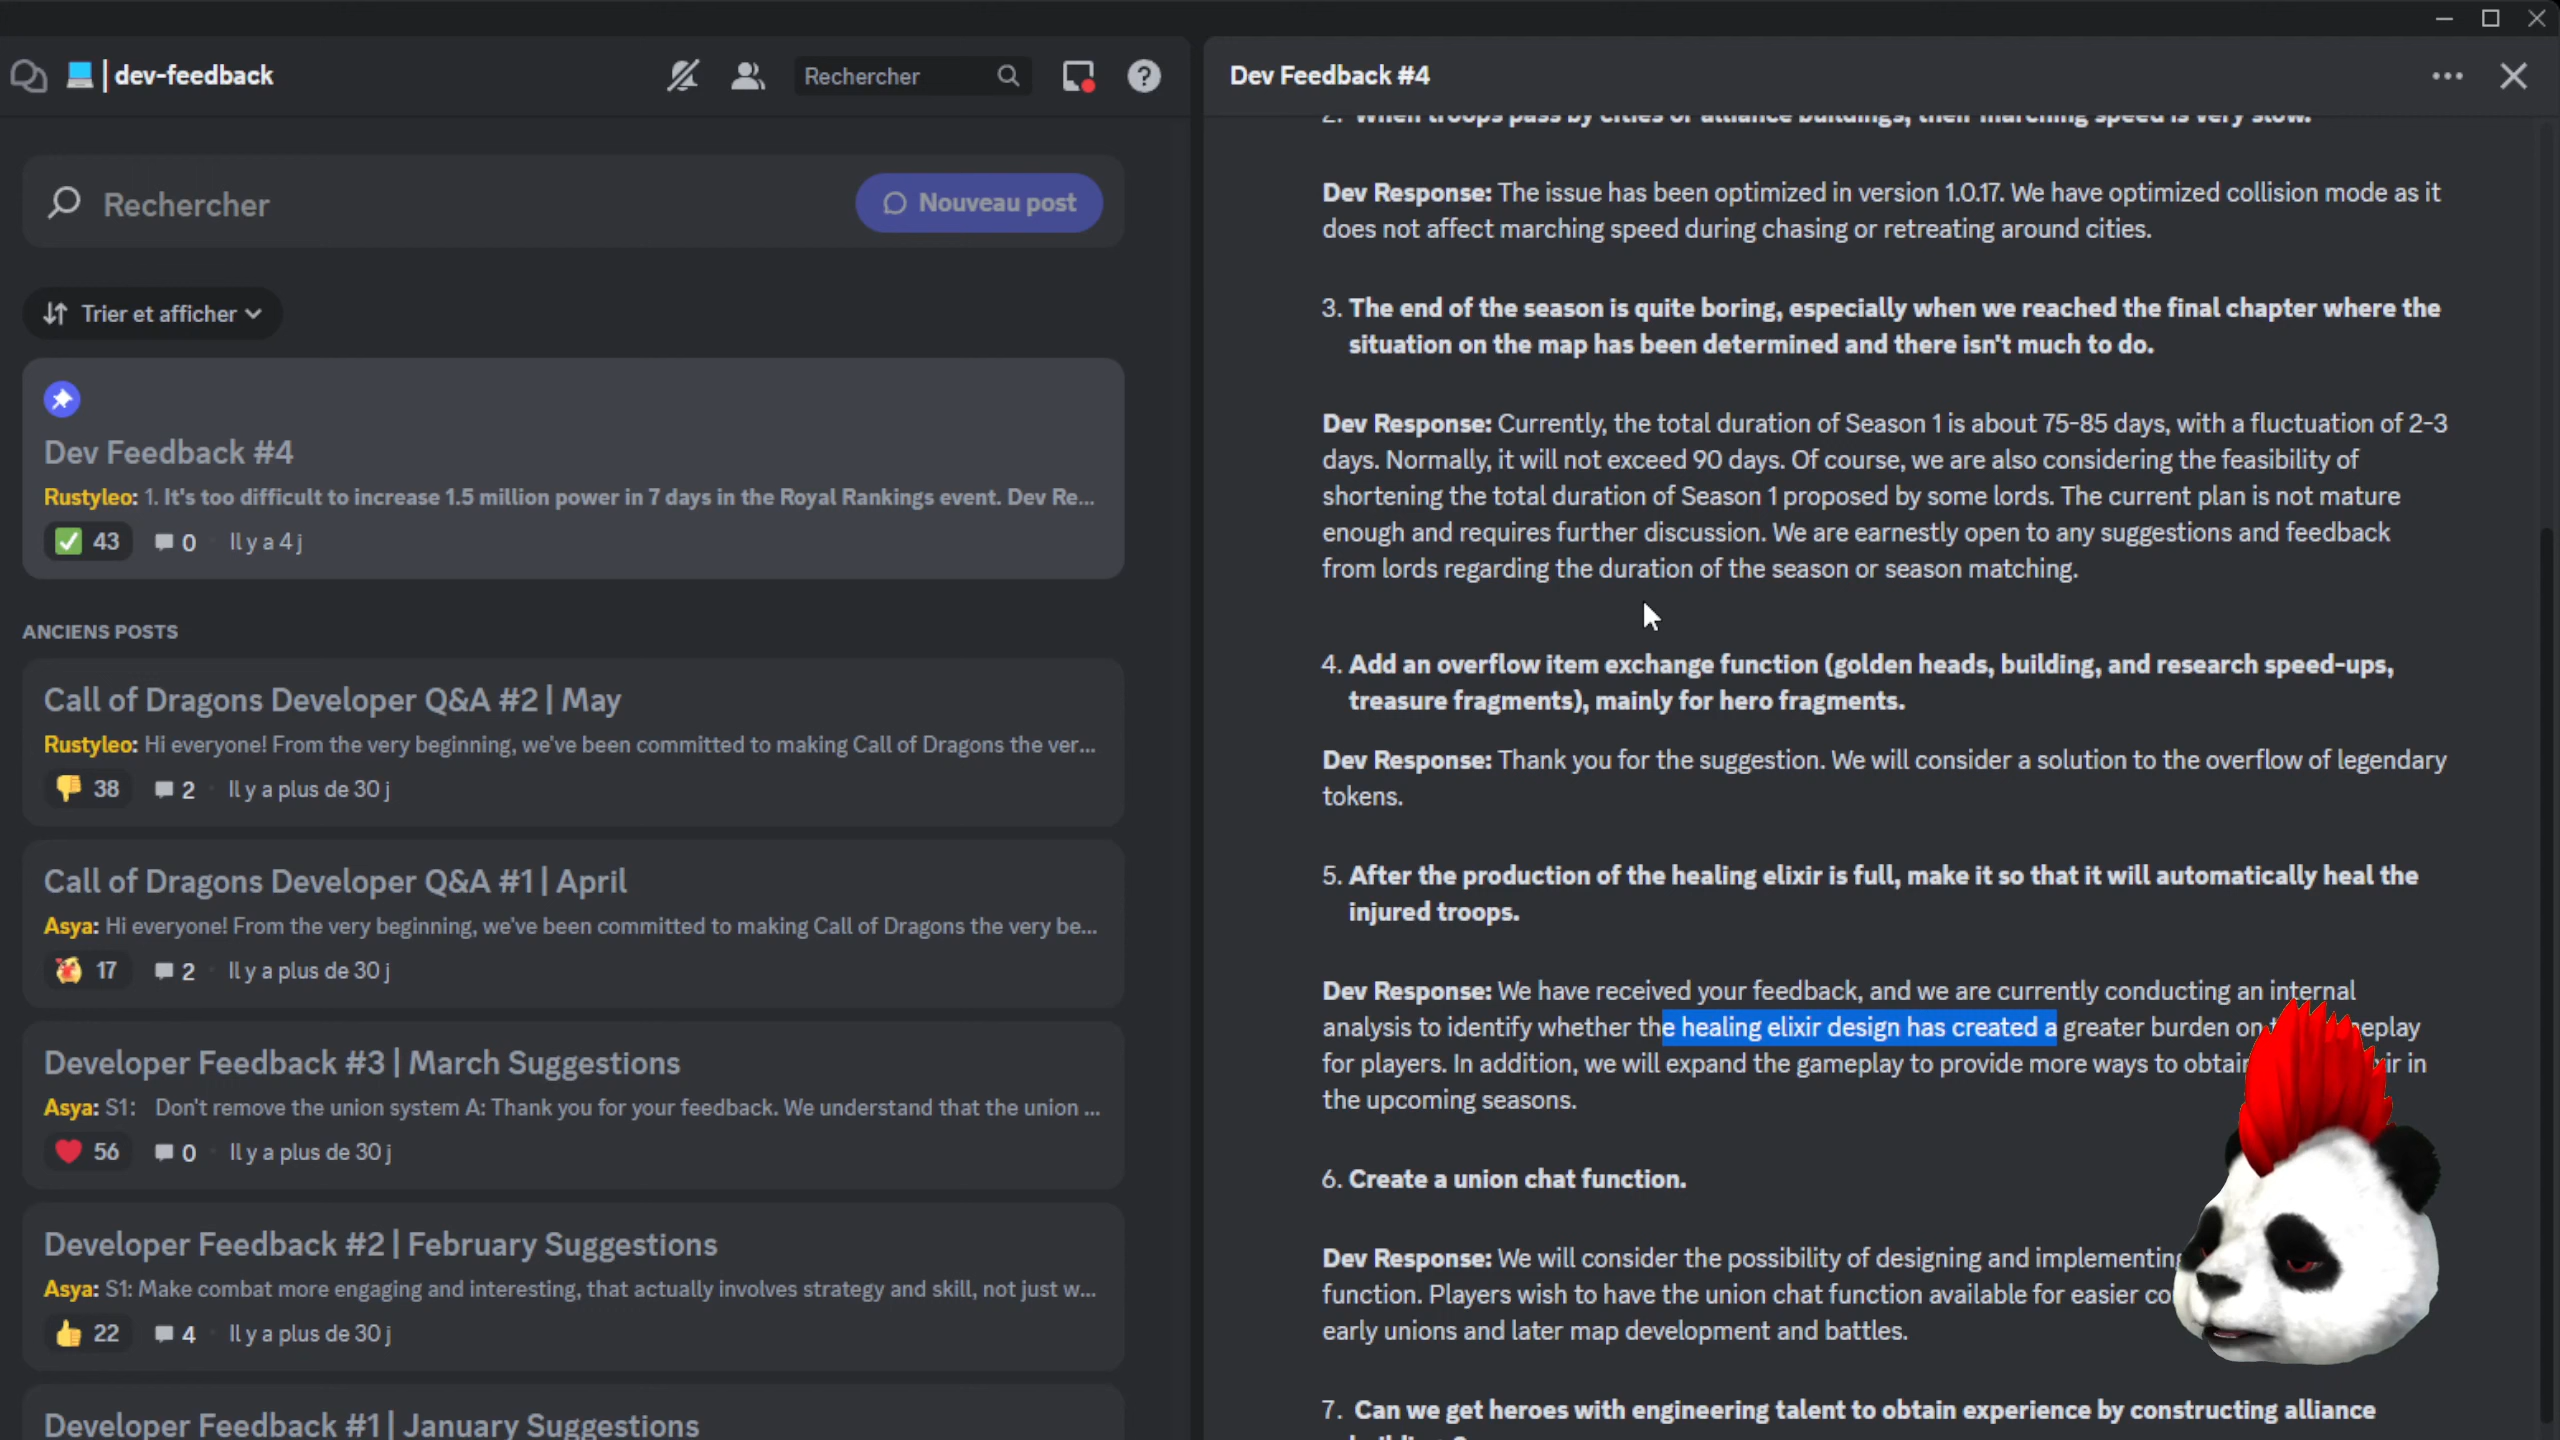 dev-feedback
Rechercher
Rechercher
Nouveau post
Trier et afficher
Dev Feedback #4
Rustyleo: 1. It's too difficult to increase 1.5 million power in 7 days in the Royal Rankings event. Dev Re...
43 0 Il y a 4 j
ANCIENS POSTS
Call of Dragons Developer Q&A #2 | May
Rustyleo: Hi everyone! From the very beginning, we've been committed to making Call of Dragons the ver...
38 2 Il y a plus de 30 j
Call of Dragons Developer Q&A #1 | April
Asya: Hi everyone! From the very beginning, we've been committed to making Call of Dragons the very be...
17 2 Il y a plus de 30 j
Developer Feedback #3 | March Suggestions
Asya: S1: Don't remove the union system A: Thank you for your feedback. We understand that the union ...
56 0 Il y a plus de 30 j
Developer Feedback #2 | February Suggestions
Asya: S1: Make combat more engaging and interesting, that actually involves strategy and skill, not just w...
22 4 Il y a plus de 30 j
Developer Feedback #1 | January Suggestions
Dev Feedback #4
2. When troops pass by cities or alliance buildings, their marching speed is very slow.
Dev Response: The issue has been optimized in version 1.0.17. We have optimized collision mode as it
does not affect marching speed during chasing or retreating around cities.
3. The end of the season is quite boring, especially when we reached the final chapter where the
situation on the map has been determined and there isn't much to do.
Dev Response: Currently, the total duration of Season 1 is about 75-85 days, with a fluctuation of 2-3
days. Normally, it will not exceed 90 days. Of course, we are also considering the feasibility of
shortening the total duration of Season 1 proposed by some lords. The current plan is not mature
enough and requires further discussion. We are earnestly open to any suggestions and feedback
from lords regarding the duration of the season or season matching.
4. Add an overflow item exchange function (golden heads, building, and research speed-ups,
treasure fragments), mainly for hero fragments.
Dev Response: Thank you for the suggestion. We will consider a solution to the overflow of legendary
tokens.
5. After the production of the healing elixir is full, make it so that it will automatically heal the
injured troops.
Dev Response: We have received your feedback, and we are currently conducting an internal
analysis to identify whether the healing elixir design has created a greater burden on
for players. In addition, we will expand the gameplay to provide more ways to obtain in
the upcoming seasons.
6. Create a union chat function.
Dev Response: We will consider the possibility of designing and implementing
function. Players wish to have the union chat function available for easier
early unions and later map development and battles.
7. Can we get heroes with engineering talent to obtain experience by constructing alliance